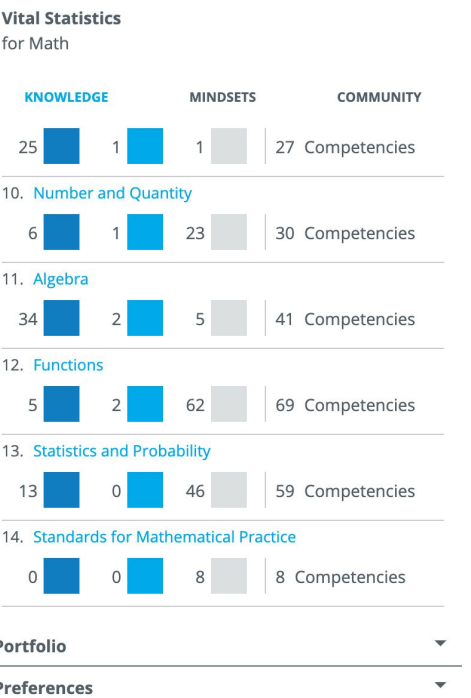 Vital Statistics
for Math
KNOWLEDGE MINDSETS COMMUNITY
25 1 1 27 Competencies
10. Number and Quantity
6 1 23 30 Competencies
11. Algebra
34 2 5 41 Competencies
12. Functions
5 2 62 69 Competencies
13. Statistics and Probability
13 0 46 59 Competencies
14. Standards for Mathematical Practice
0 0 8 8 Competencies
Portfolio
Preferences